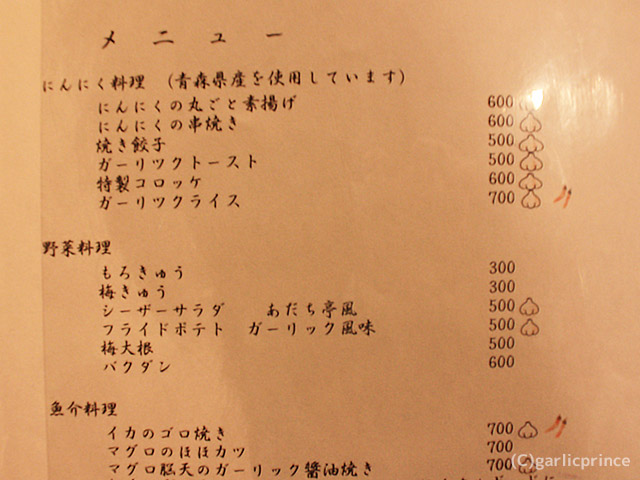 メニュー
にんにく料理　(青森県産を使用しています)
にんにくの丸ごと素揚げ 600
にんにくの串焼き 600
焼き餃子 500
ガーリツクトースト 500
特製コロッケ 600
ガーリツクライス 700
野菜料理
もろきゅう 300
梅きゅう 300
シーザーサラダ　あだち亭風 500
フライドポテト　ガーリック風味 500
梅大根 500
バクダン 600
魚介料理
イカのゴロ焼き 700
マグロのほほカツ 700
マグロ脳天のガーリック醬油焼き 700
(C)garlicprince